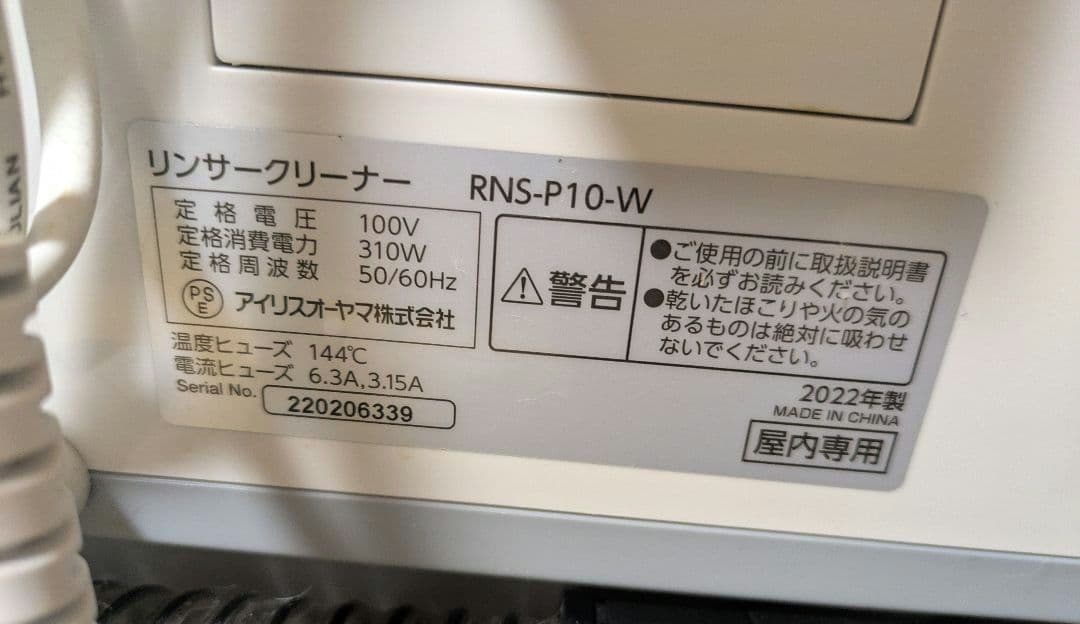 リンサークリーナー RNS-P10-W
定格電圧 100V
定格消費電力 310W
定格周波数 50/60Hz
PSE アイリスオーヤマ株式会社
温度ヒューズ 144℃
電流ヒューズ 6.3A,3.15A
Serial No. 220206339
⚠警告
●ご使用の前に取扱説明書
を必ずお読みください。
●乾いたほこりや火の気の
あるものは絶対に吸わせ
ないでください。
2022年製
MADE IN CHINA
屋内専用